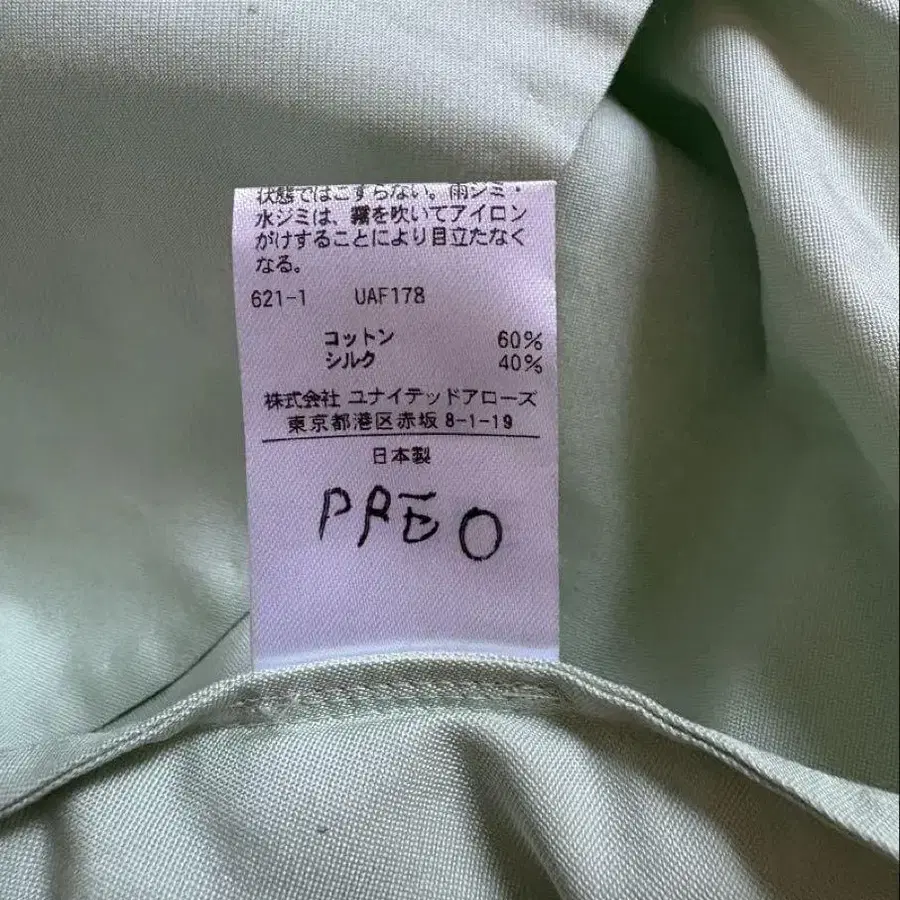 状態ではこすらない。雨ジミ・
水ジミは、霧を吹いてアイロン
がけすることにより目立たなく
なる。
621-1 UAF178
コットン 60%
シルク 40%
株式会社 ユナイテッドアローズ
東京都港区赤坂 8-1-19
日本製